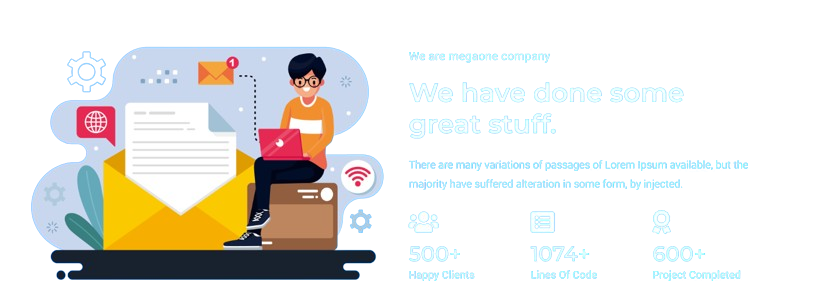 1
We are megaone company
We have done some
great stuff.
There are many variations of passages of Lorem Ipsum available, but the
majority have suffered alteration in some form, by injected.
500+ 1074+ 600+
Happy Clients Lines Of Code Project Completed